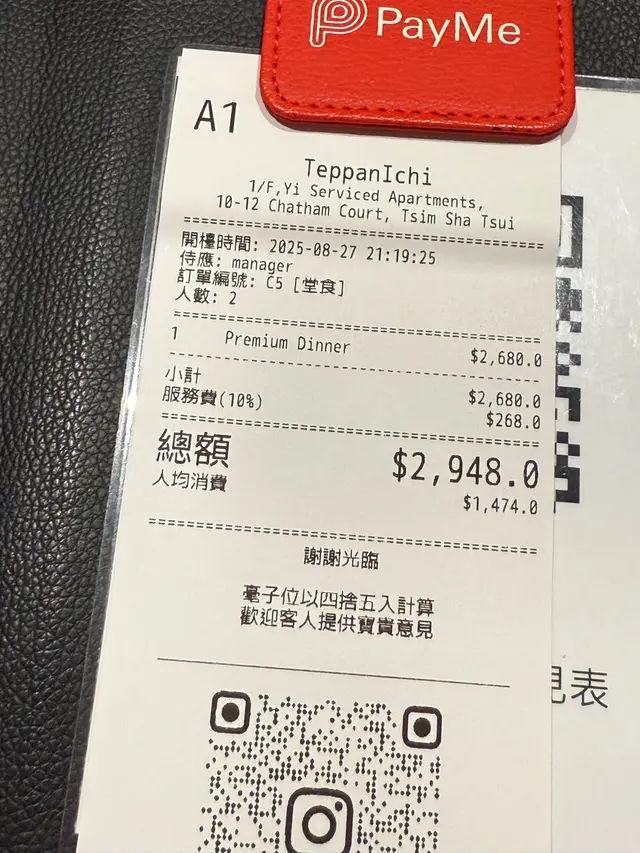 PayMe
A1
TeppanIchi
1/F,Yi Serviced Apartments,
10-12 Chatham Court, Tsim Sha Tsui
開檯時間: 2025-08-27 21:19:25
侍應: manager
訂單編號: C5 [堂食]
人數: 2
1 Premium Dinner $2,680.0
小計 $2,680.0
服務費(10%) $268.0
總額 $2,948.0
人均消費 $1,474.0
謝謝光臨
毫子位以四捨五入計算
歡迎客人提供寶貴意見
表